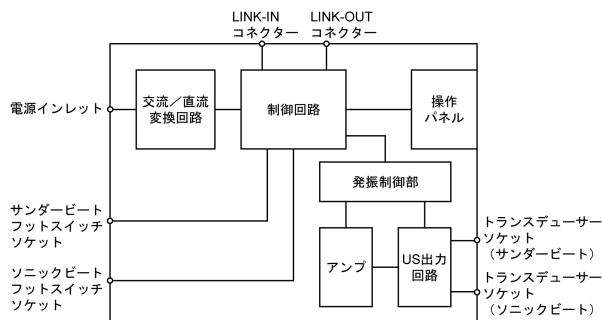 LINK-IN
コネクター
LINK-OUT
コネクター
電源インレット
交流／直流
変換回路
制御回路
操作
パネル
発振制御部
サンダービート
フットスイッチ
ソケット
アンプ
US出力
回路
トランスデューサー
ソケット
（サンダービート）
ソニックビート
フットスイッチ
ソケット
トランスデューサー
ソケット
（ソニックビート）